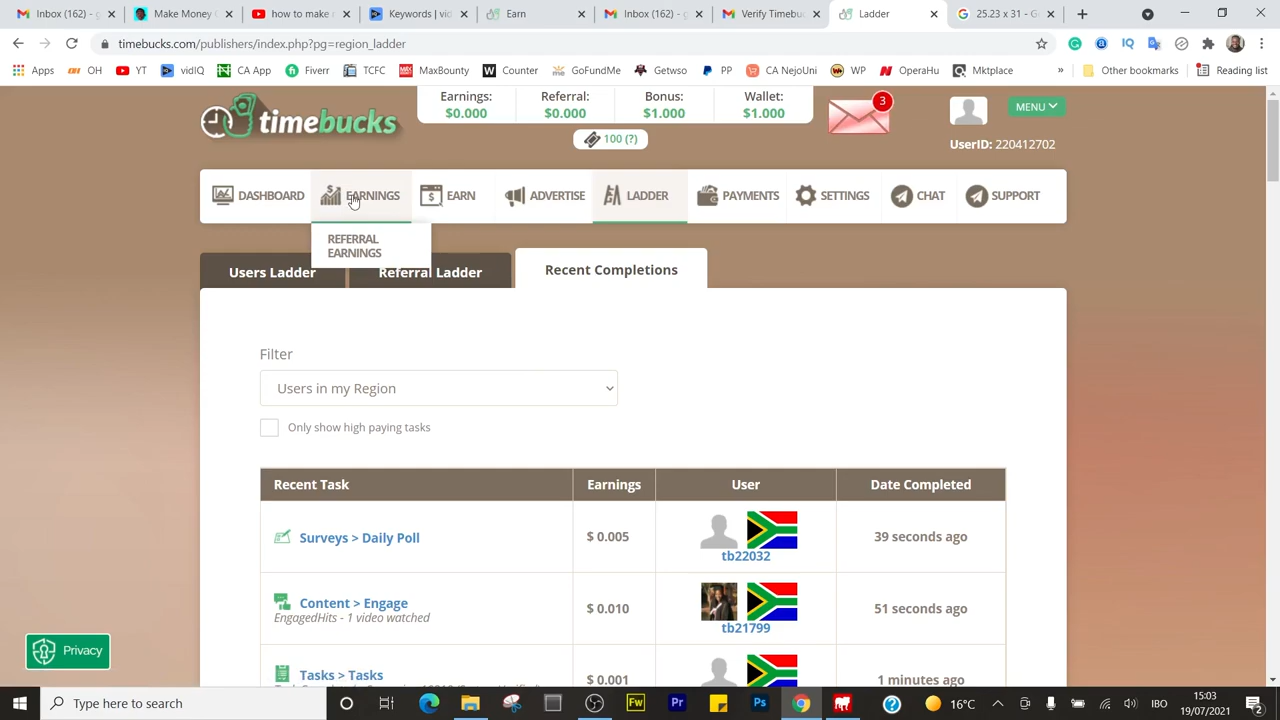 Inbox (162) - g
Make Money O
how to make
Keywords | vid
Earn
Inbox (162) - g
Verify Timebuc
Ladder
25.23 x 31 - G
timebucks.com/publishers/index.php?pg=region_ladder
Apps
OH
YT
vidIQ
CA App
Fiverr
TCFC
MaxBounty
Counter
GoFundMe
Getwso
PP
CA NejoUni
WP
OperaHu
Mktplace
»
Other bookmarks
Reading list
timebucks
Earnings:
$0.000
Referral:
$0.000
Bonus:
$1.000
Wallet:
$1.000
100 (?)
3
MENU
UserID: 220412702
DASHBOARD
EARNINGS
EARN
ADVERTISE
LADDER
PAYMENTS
SETTINGS
CHAT
SUPPORT
REFERRAL
EARNINGS
Users Ladder
Referral Ladder
Recent Completions
Filter
Users in my Region
Only show high paying tasks
Recent Task
Earnings
User
Date Completed
Surveys > Daily Poll
$ 0.005
tb22032
39 seconds ago
Content > Engage
EngagedHits - 1 video watched
$ 0.010
tb21799
51 seconds ago
Tasks > Tasks
$ 0.001
1 minutes ago
Privacy
Type here to search
16°C
IBO
15:03
19/07/2021
2